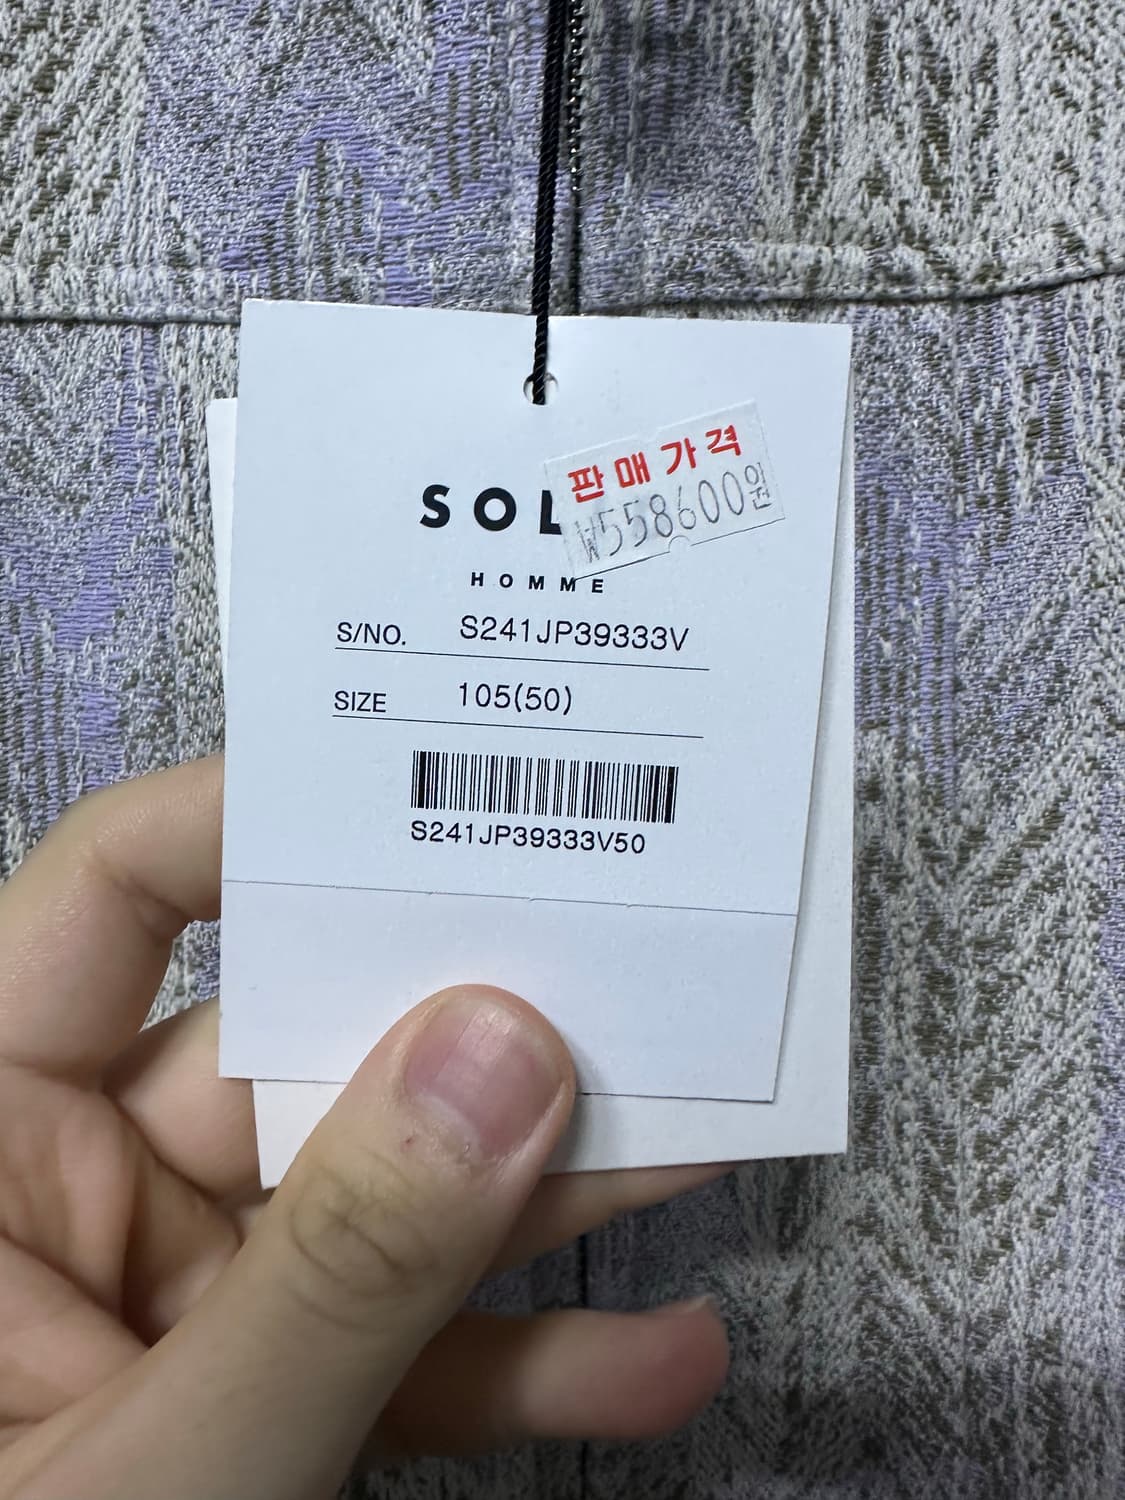 판매가격
₩558600원
SOL
HOMME
S/NO. S241JP39333V
SIZE 105(50)
S241JP39333V50